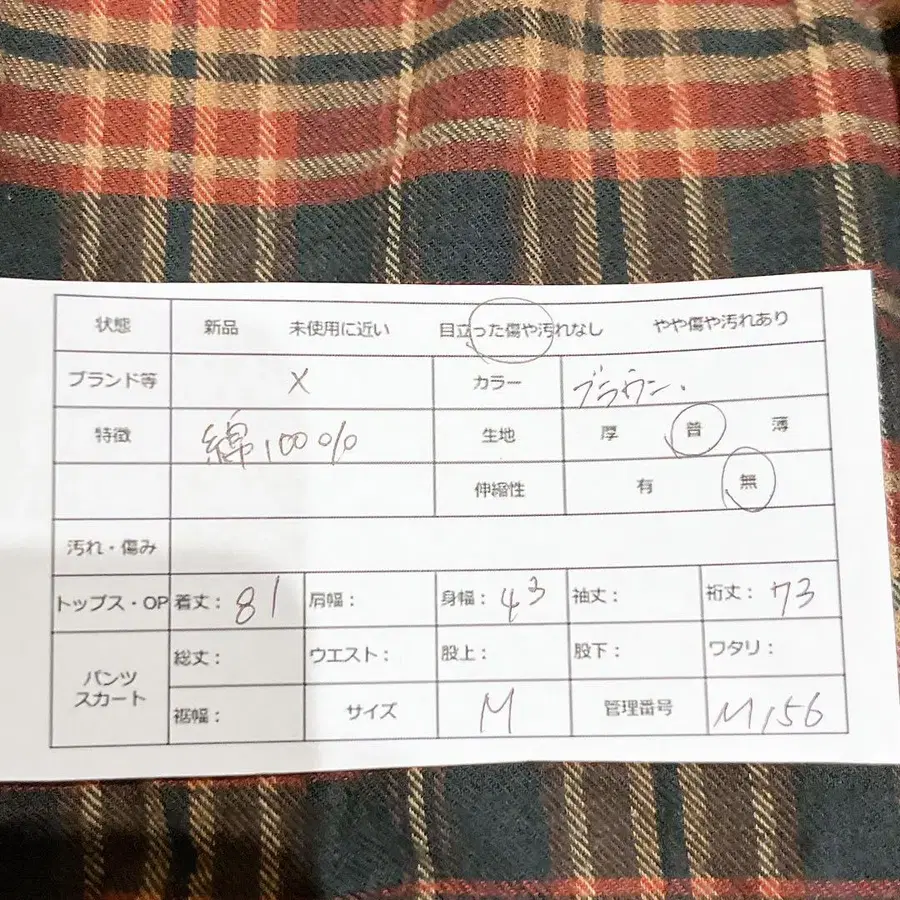 状態 新品 未使用に近い 目立った傷や汚れなし やや傷や汚れあり
ブランド等 X カラー ブラウン.
特徴 綿100% 生地 厚 普 薄
伸縮性 有 無
汚れ・傷み
トップス・OP 着丈： 81 肩幅： 身幅： 43 袖丈： 裄丈： 73
パンツ スカート 総丈： ウエスト： 股上： 股下： ワタリ：
裾幅： サイズ M 管理番号 M156